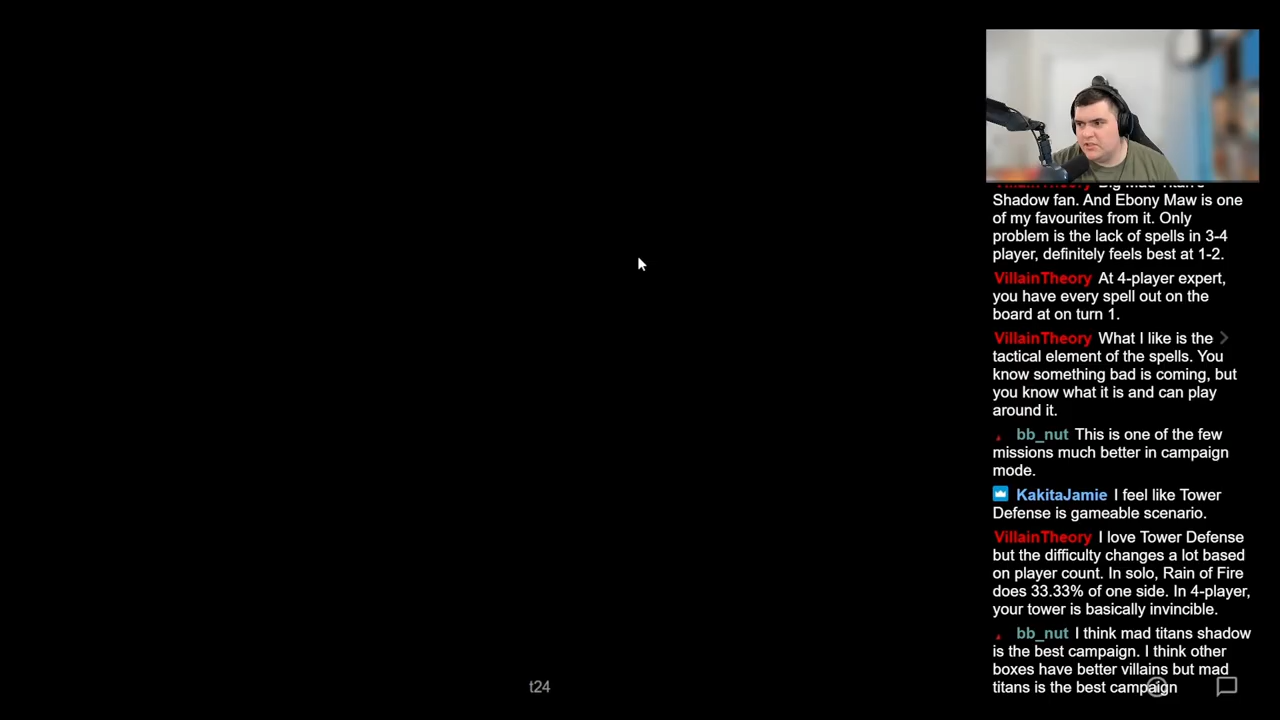 Shadow fan. And Ebony Maw is one
of my favourites from it. Only
problem is the lack of spells in 3-4
player, definitely feels best at 1-2.
VillainTheory At 4-player expert,
you have every spell out on the
board at on turn 1.
VillainTheory What I like is the
tactical element of the spells. You
know something bad is coming, but
you know what it is and can play
around it.
bb_nut This is one of the few
missions much better in campaign
mode.
KakitaJamie I feel like Tower
Defense is gameable scenario.
VillainTheory I love Tower Defense
but the difficulty changes a lot based
on player count. In solo, Rain of Fire
does 33.33% of one side. In 4-player,
your tower is basically invincible.
bb_nut I think mad titans shadow
is the best campaign. I think other
boxes have better villains but mad
titans is the best campaign
t24